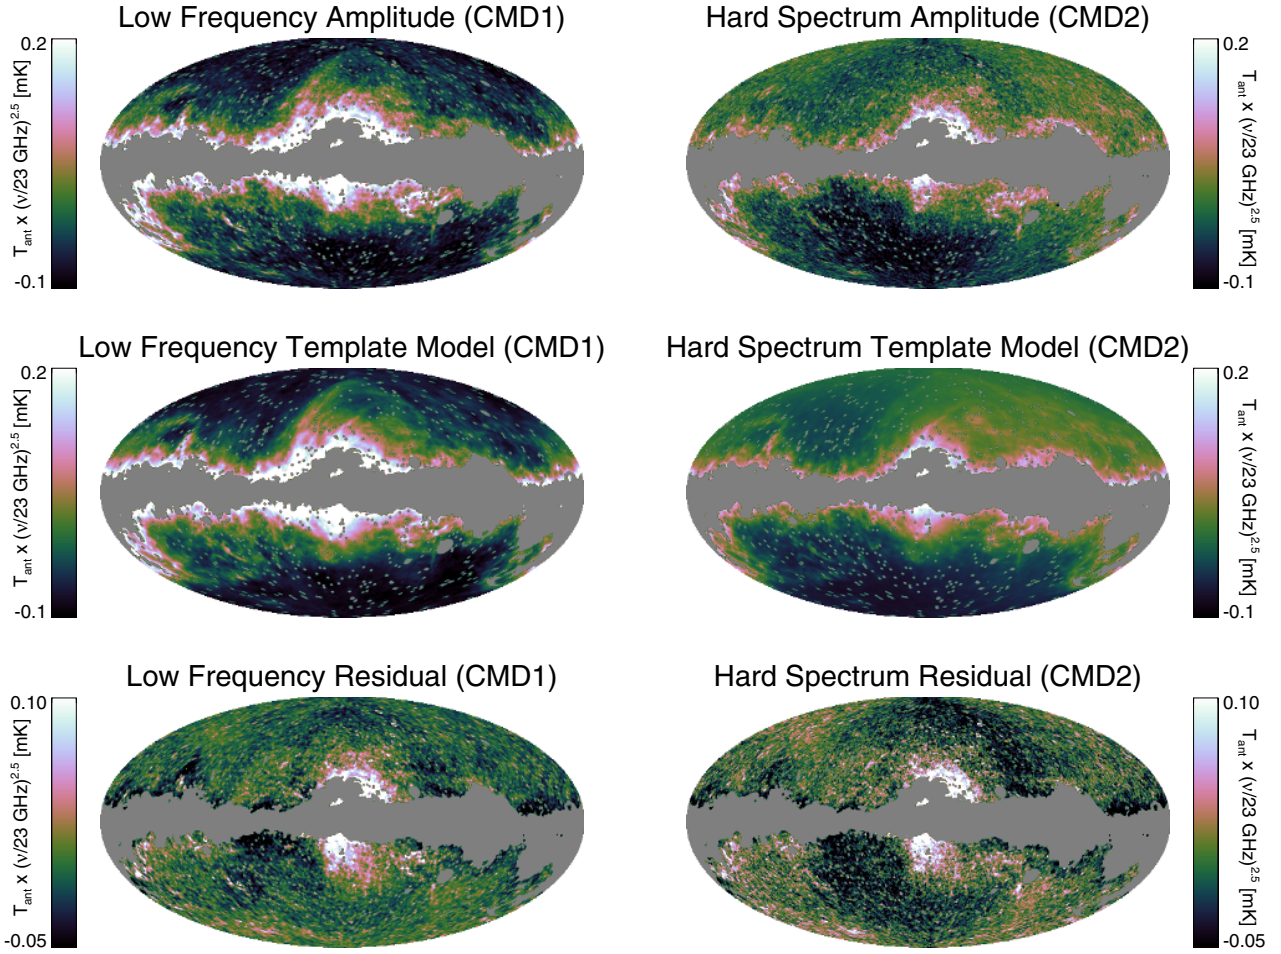 Low Frequency Amplitude (CMD1)
Hard Spectrum Amplitude (CMD2)
0.2
T_ant x (ν/23 GHz)^2.5 [mK]
-0.1
0.2
T_ant x (ν/23 GHz)^2.5 [mK]
-0.1
Low Frequency Template Model (CMD1)
Hard Spectrum Template Model (CMD2)
0.2
T_ant x (ν/23 GHz)^2.5 [mK]
-0.1
0.2
T_ant x (ν/23 GHz)^2.5 [mK]
-0.1
Low Frequency Residual (CMD1)
Hard Spectrum Residual (CMD2)
0.10
T_ant x (ν/23 GHz)^2.5 [mK]
-0.05
0.10
T_ant x (ν/23 GHz)^2.5 [mK]
-0.05